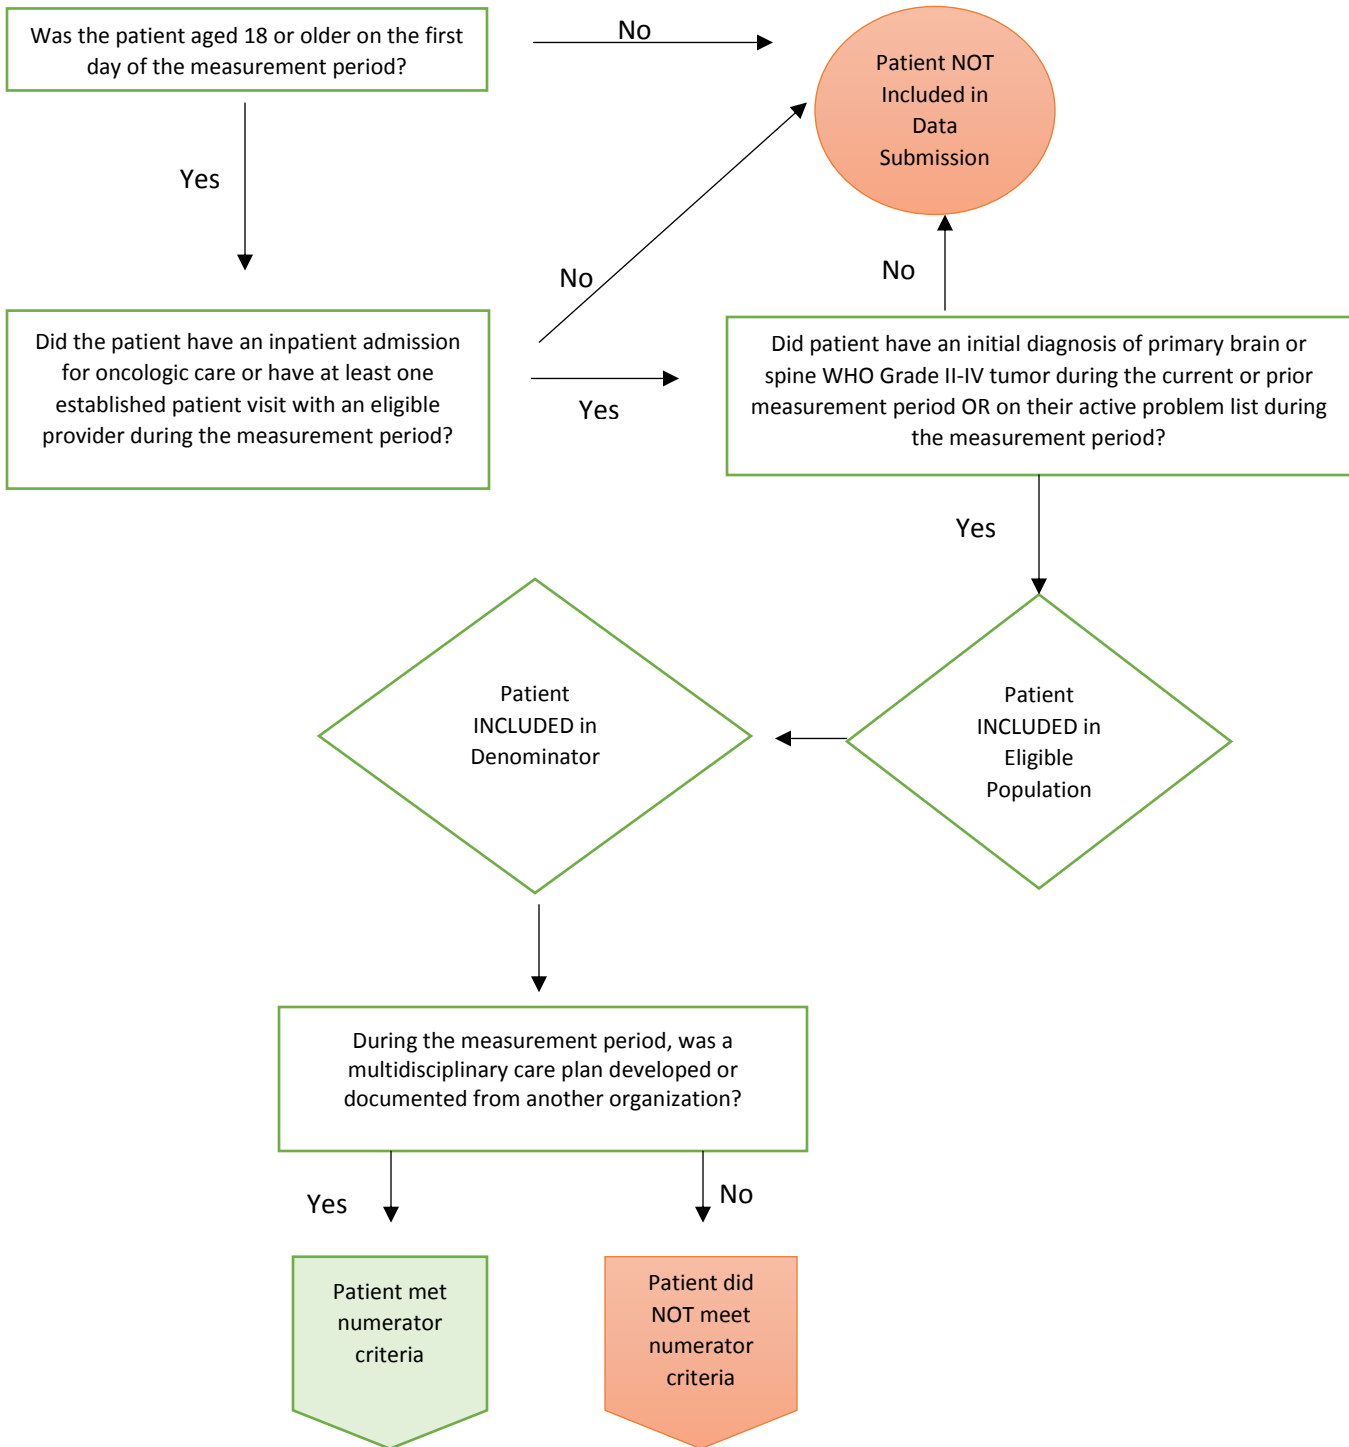 Was the patient aged 18 or older on the first
day of the measurement period?
No
Patient NOT
Included in
Data
Submission
Yes
No
No
Did the patient have an inpatient admission
for oncologic care or have at least one
established patient visit with an eligible
provider during the measurement period?
Yes
Did patient have an initial diagnosis of primary brain or
spine WHO Grade II-IV tumor during the current or prior
measurement period OR on their active problem list during
the measurement period?
Yes
Patient
INCLUDED in
Denominator
Patient
INCLUDED in
Eligible
Population
During the measurement period, was a
multidisciplinary care plan developed or
documented from another organization?
Yes
No
Patient met
numerator
criteria
Patient did
NOT meet
numerator
criteria